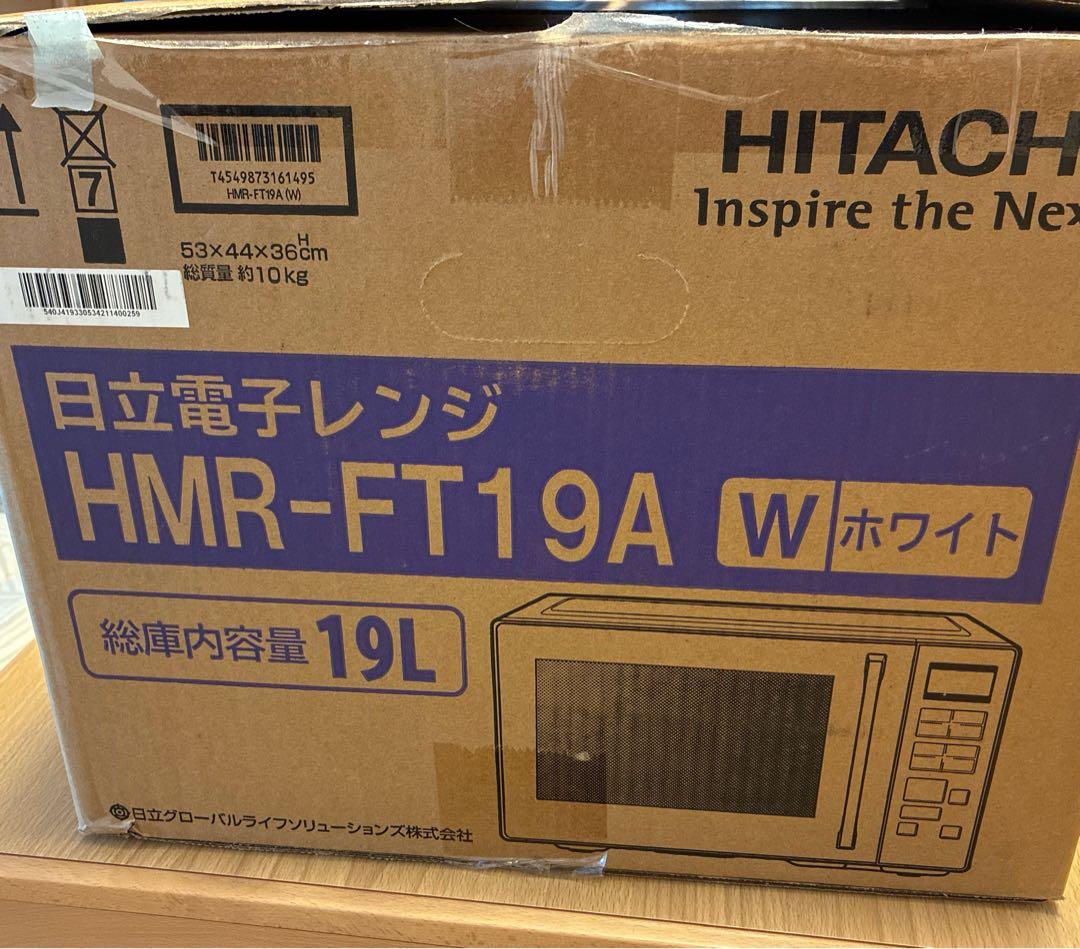 HITACH
Inspire the Nex
7
T4549873161495
HMR-FT19A (W)
53×44×36cm
H
総質量 約10kg
540J419330534211400259
日立電子レンジ
HMR-FT19A
W ホワイト
総庫内容量 19L
日立グローバルライフソリューションズ株式会社